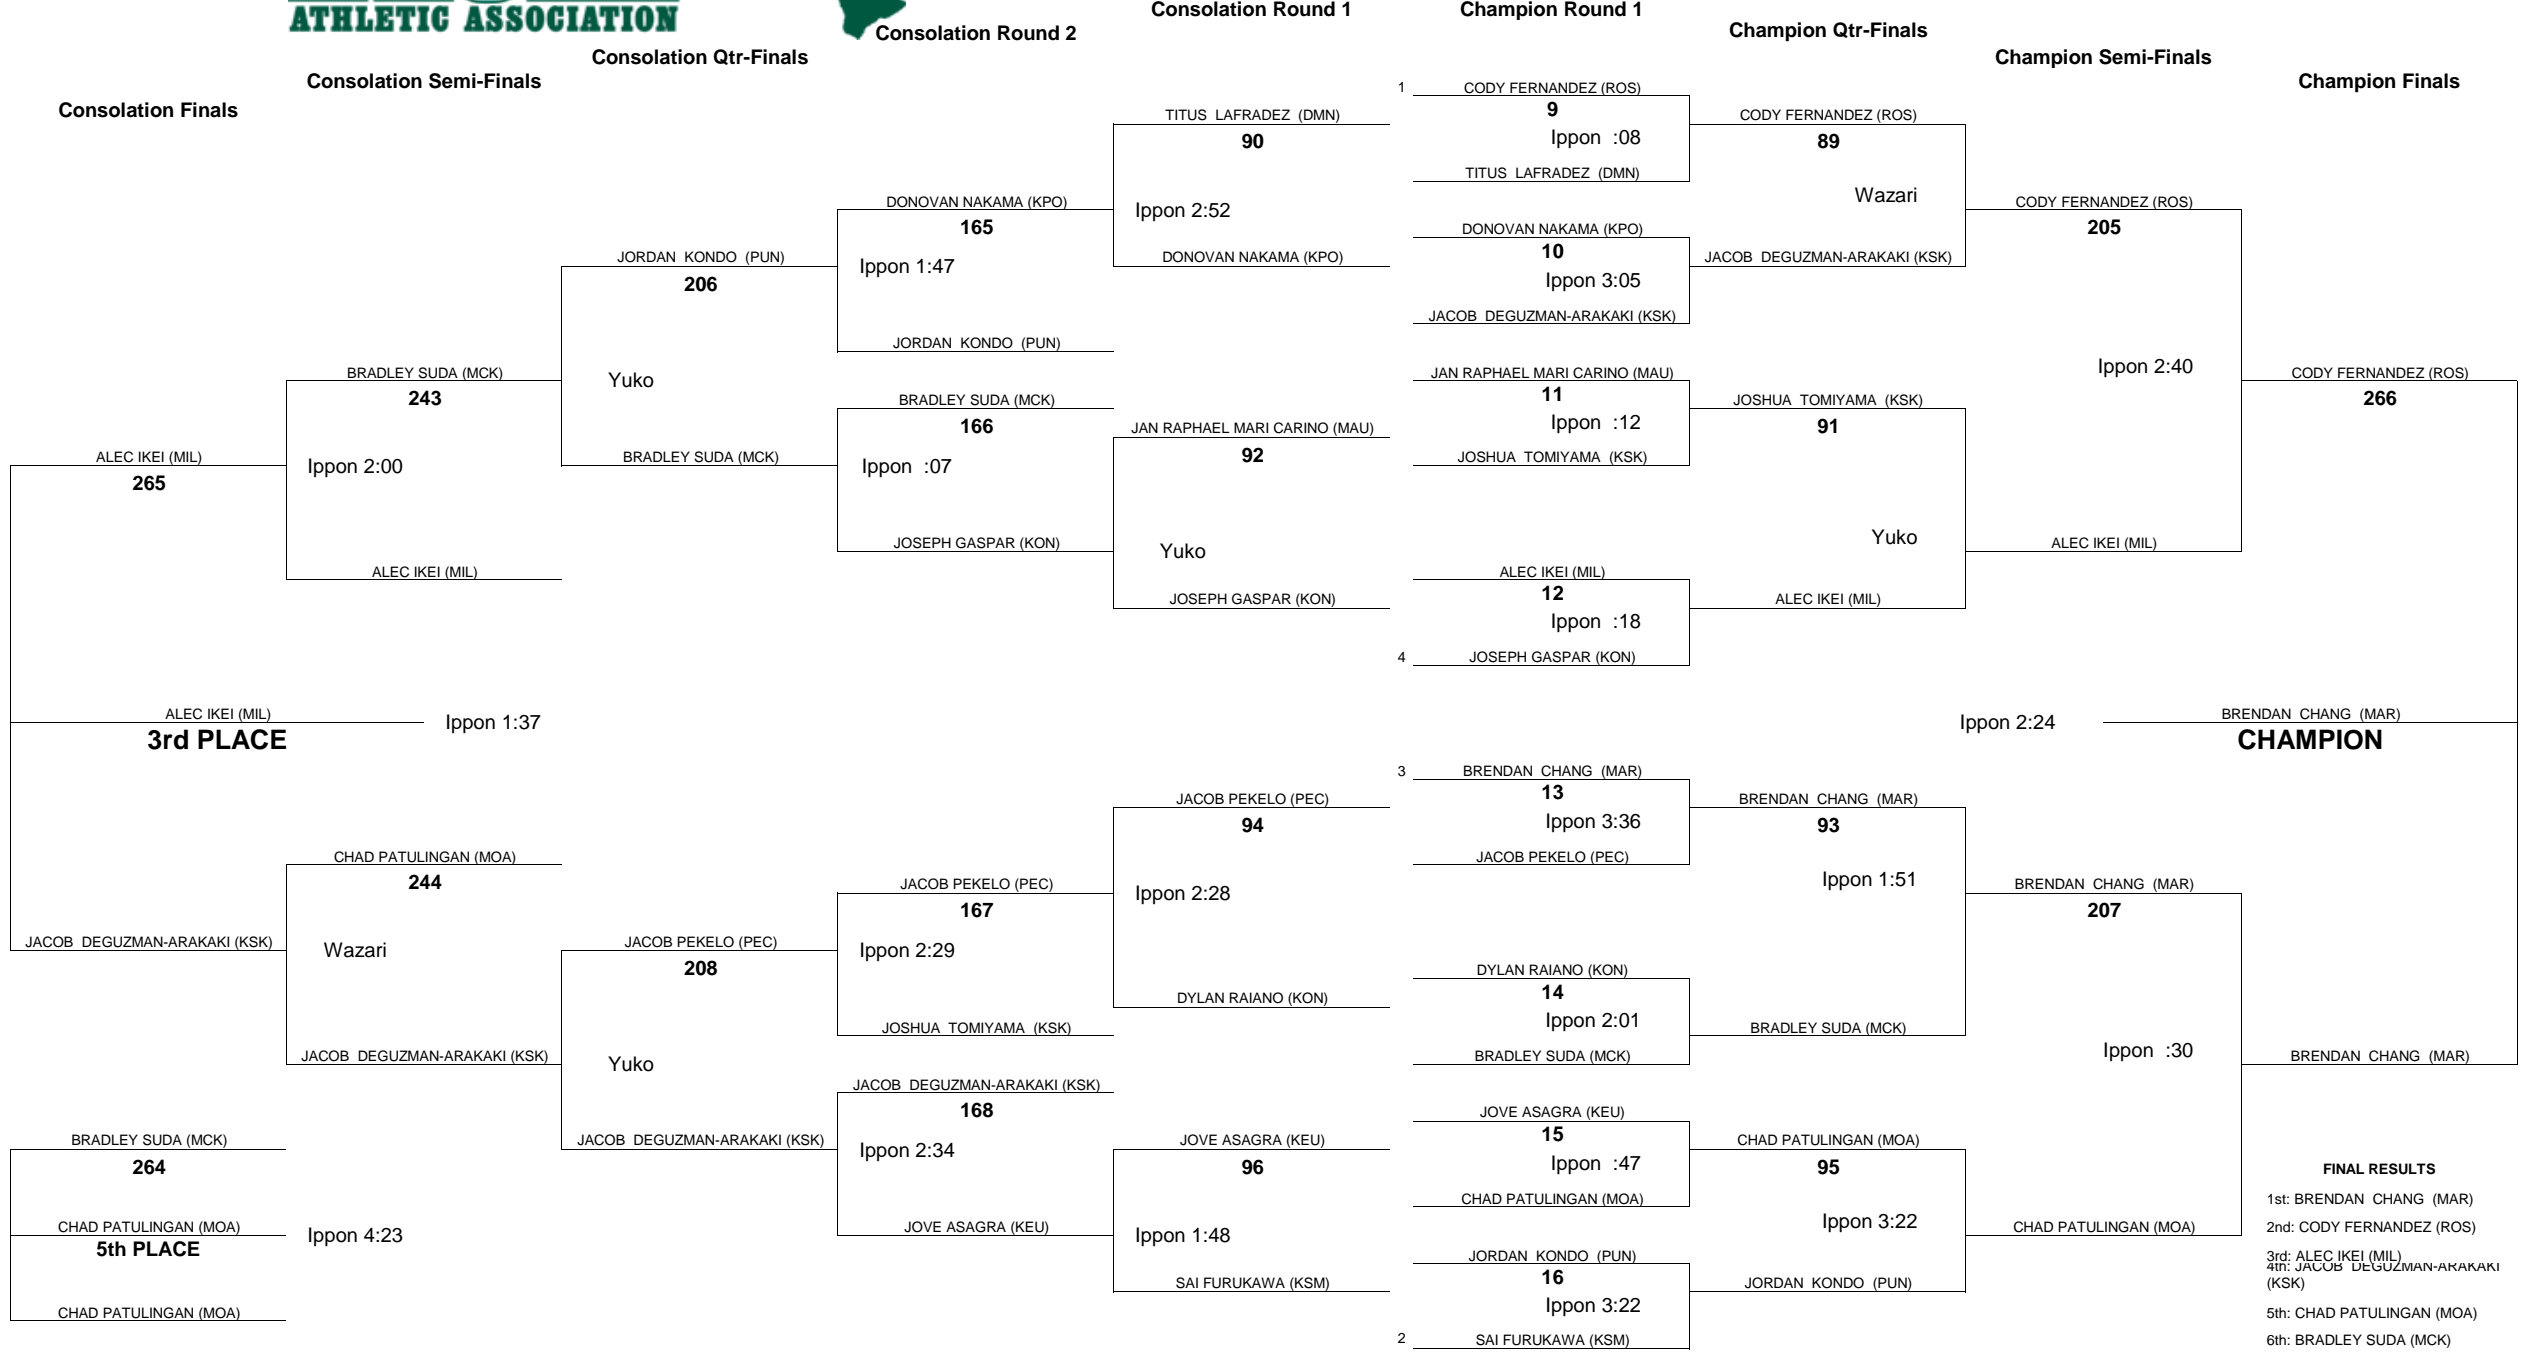 ATHLETIC ASSOCIATION
Consolation Round 1
Champion Round 1
Consolation Round 2
Champion Qtr-Finals
Consolation Qtr-Finals
Champion Semi-Finals
Consolation Semi-Finals
Champion Finals
Consolation Finals
1 CODY FERNANDEZ (ROS)
9
Ippon :08
TITUS LAFRADEZ (DMN)
DONOVAN NAKAMA (KPO)
10
Ippon 3:05
JACOB DEGUZMAN-ARAKAKI (KSK)
JAN RAPHAEL MARI CARINO (MAU)
11
Ippon :12
JOSHUA TOMIYAMA (KSK)
ALEC IKEI (MIL)
12
Ippon :18
4 JOSEPH GASPAR (KON)
3 BRENDAN CHANG (MAR)
13
Ippon 3:36
JACOB PEKELO (PEC)
DYLAN RAIANO (KON)
14
Ippon 2:01
BRADLEY SUDA (MCK)
JOVE ASAGRA (KEU)
15
Ippon :47
CHAD PATULINGAN (MOA)
JORDAN KONDO (PUN)
16
Ippon 3:22
2 SAI FURUKAWA (KSM)
CODY FERNANDEZ (ROS)
89
Wazari
JACOB DEGUZMAN-ARAKAKI (KSK)
JOSHUA TOMIYAMA (KSK)
91
Yuko
ALEC IKEI (MIL)
BRENDAN CHANG (MAR)
93
Ippon 1:51
BRADLEY SUDA (MCK)
CHAD PATULINGAN (MOA)
95
Ippon 3:22
JORDAN KONDO (PUN)
CODY FERNANDEZ (ROS)
205
Ippon 2:40
ALEC IKEI (MIL)
BRENDAN CHANG (MAR)
207
Ippon :30
CHAD PATULINGAN (MOA)
CODY FERNANDEZ (ROS)
266
Ippon 2:24
BRENDAN CHANG (MAR)
CHAMPION
BRENDAN CHANG (MAR)
TITUS LAFRADEZ (DMN)
90
Ippon 2:52
DONOVAN NAKAMA (KPO)
JAN RAPHAEL MARI CARINO (MAU)
92
Yuko
JOSEPH GASPAR (KON)
JACOB PEKELO (PEC)
94
Ippon 2:28
DYLAN RAIANO (KON)
JOVE ASAGRA (KEU)
96
Ippon 1:48
SAI FURUKAWA (KSM)
DONOVAN NAKAMA (KPO)
165
Ippon 1:47
JORDAN KONDO (PUN)
BRADLEY SUDA (MCK)
166
Ippon :07
JOSEPH GASPAR (KON)
JACOB PEKELO (PEC)
167
Ippon 2:29
JOSHUA TOMIYAMA (KSK)
JACOB DEGUZMAN-ARAKAKI (KSK)
168
Ippon 2:34
JOVE ASAGRA (KEU)
JORDAN KONDO (PUN)
206
Yuko
BRADLEY SUDA (MCK)
JACOB PEKELO (PEC)
208
Yuko
JACOB DEGUZMAN-ARAKAKI (KSK)
BRADLEY SUDA (MCK)
243
Ippon 2:00
ALEC IKEI (MIL)
CHAD PATULINGAN (MOA)
244
Wazari
JACOB DEGUZMAN-ARAKAKI (KSK)
ALEC IKEI (MIL)
265
ALEC IKEI (MIL)
Ippon 1:37
3rd PLACE
JACOB DEGUZMAN-ARAKAKI (KSK)
BRADLEY SUDA (MCK)
264
CHAD PATULINGAN (MOA)
Ippon 4:23
5th PLACE
CHAD PATULINGAN (MOA)
FINAL RESULTS
1st: BRENDAN CHANG (MAR)
2nd: CODY FERNANDEZ (ROS)
3rd: ALEC IKEI (MIL)
4th: JACOB DEGUZMAN-ARAKAKI
(KSK)
5th: CHAD PATULINGAN (MOA)
6th: BRADLEY SUDA (MCK)